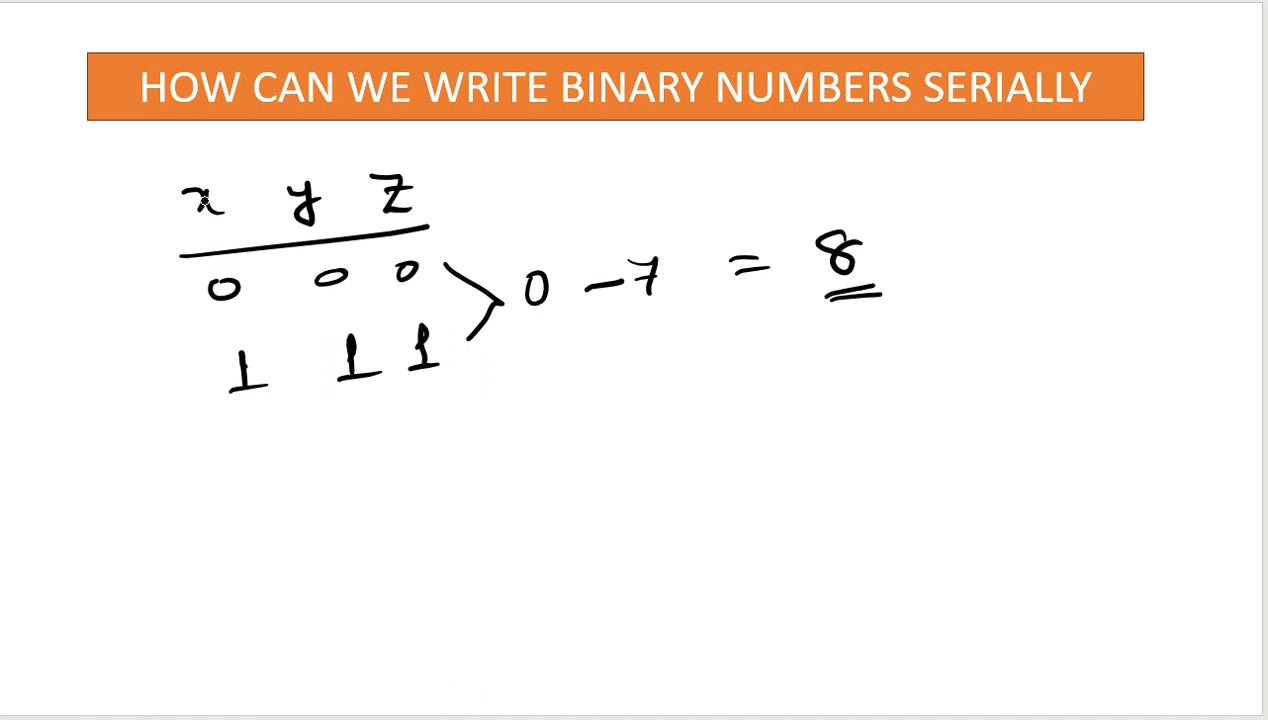 HOW CAN WE WRITE BINARY NUMBERS SERIALLY
x y z
0 0 0
0 - 7 = 8
1 1 1